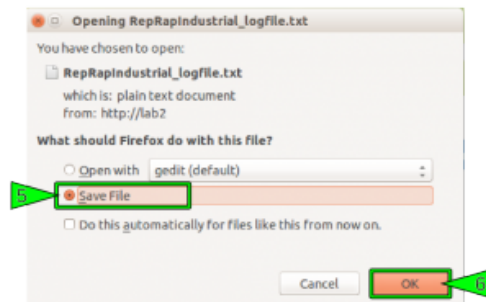 Opening RepRapIndustrial_logfile.txt
You have chosen to open:
RepRapIndustrial_logfile.txt
which is: plain text document
from: http://lab2
What should Firefox do with this file?
Open with gedit (default)
5 Save File
Do this automatically for files like this from now on.
Cancel OK 6